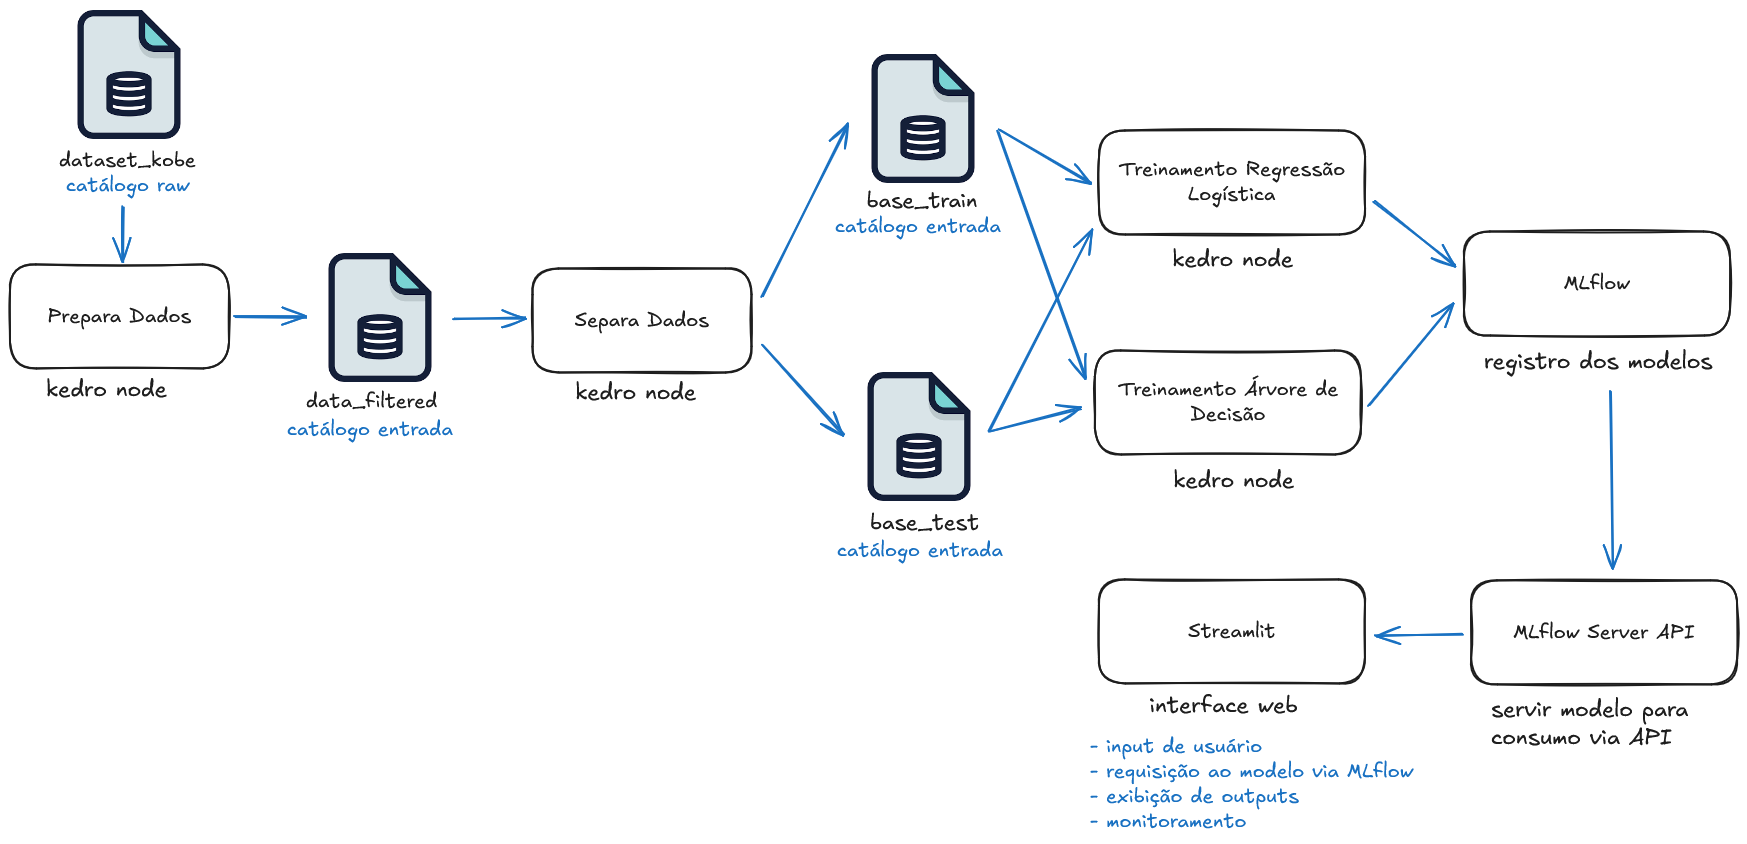 dataset_kobe
catálogo raw
Prepara Dados
kedro node
data_filtered
catálogo entrada
Separa Dados
kedro node
base_train
catálogo entrada
base_test
catálogo entrada
Treinamento Regressão
Logística
kedro node
Treinamento Árvore de
Decisão
kedro node
MLflow
registro dos modelos
MLflow Server API
servir modelo para
consumo via API
Streamlit
interface web
- input de usuário
- requisição ao modelo via MLflow
- exibição de outputs
- monitoramento